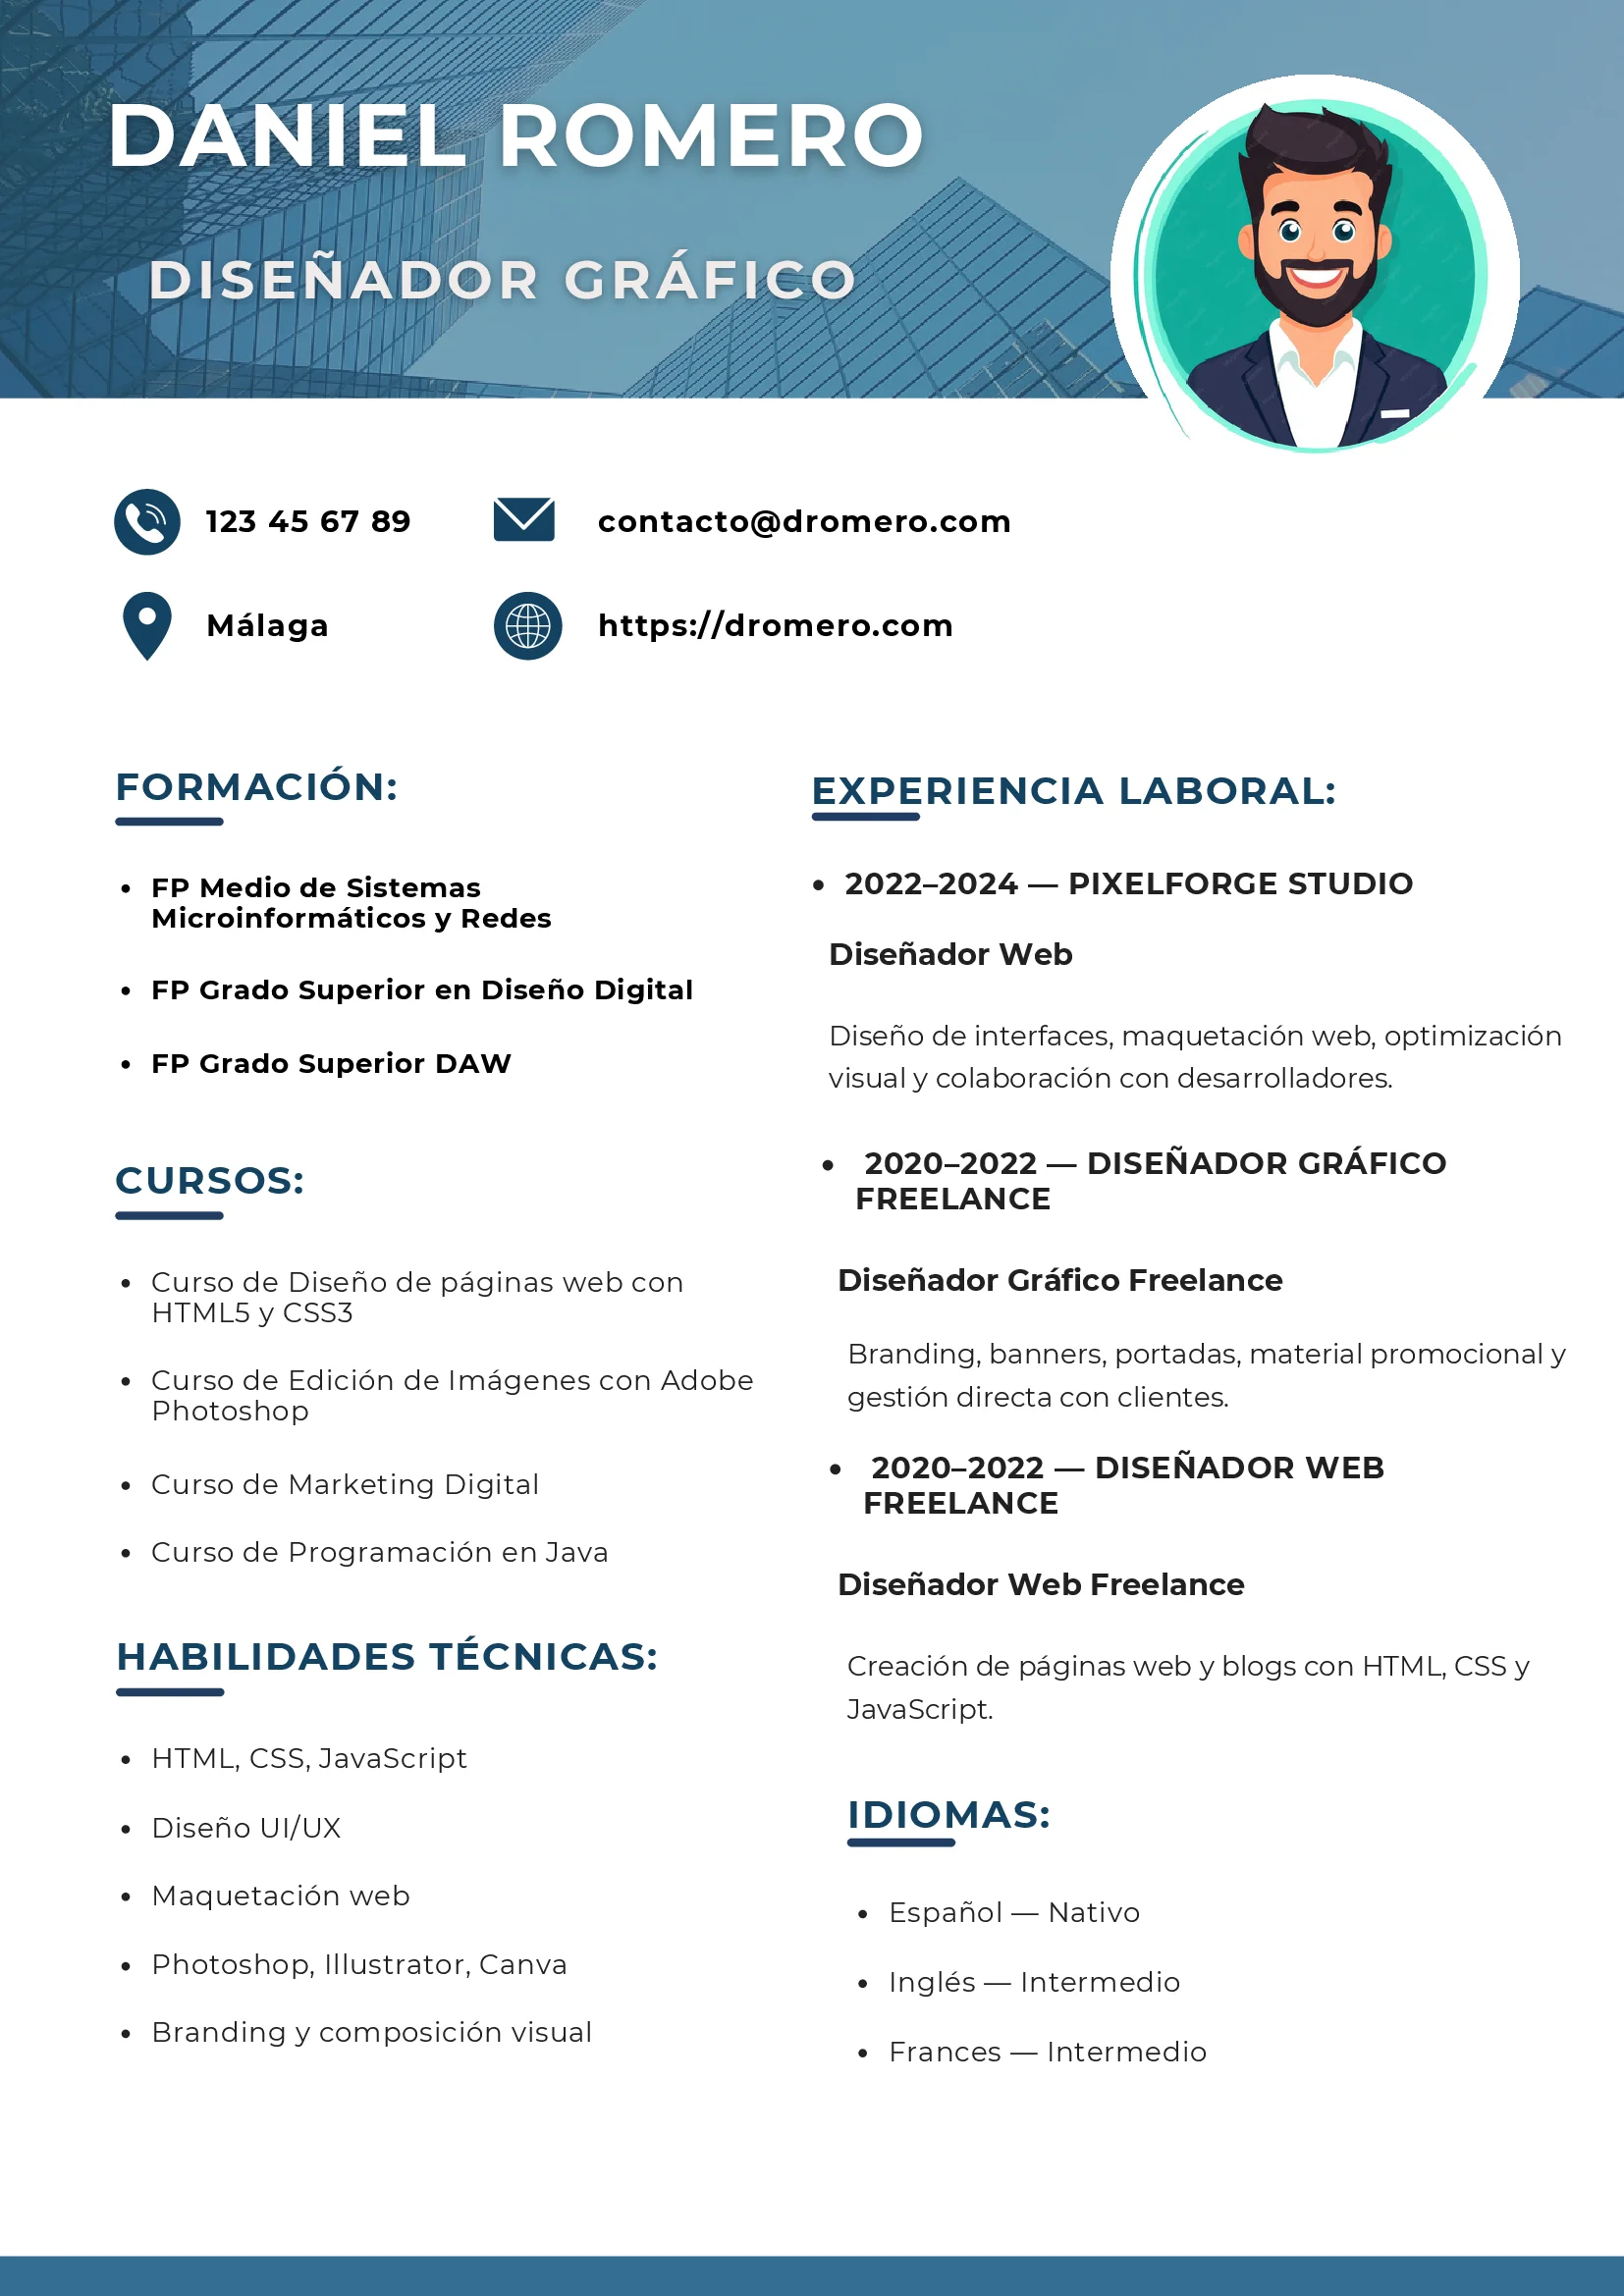 DANIEL ROMERO
DISEÑADOR GRÁFICO
123 45 67 89
contacto@dromero.com
Málaga
https://dromero.com
FORMACIÓN:
• FP Medio de Sistemas
Microinformáticos y Redes
• FP Grado Superior en Diseño Digital
• FP Grado Superior DAW
CURSOS:
• Curso de Diseño de páginas web con
HTML5 y CSS3
• Curso de Edición de Imágenes con Adobe
Photoshop
• Curso de Marketing Digital
• Curso de Programación en Java
HABILIDADES TÉCNICAS:
• HTML, CSS, JavaScript
• Diseño UI/UX
• Maquetación web
• Photoshop, Illustrator, Canva
• Branding y composición visual
EXPERIENCIA LABORAL:
• 2022–2024 — PIXELFORGE STUDIO
Diseñador Web
Diseño de interfaces, maquetación web, optimización
visual y colaboración con desarrolladores.
• 2020–2022 — DISEÑADOR GRÁFICO
FREELANCE
Diseñador Gráfico Freelance
Branding, banners, portadas, material promocional y
gestión directa con clientes.
• 2020–2022 — DISEÑADOR WEB
FREELANCE
Diseñador Web Freelance
Creación de páginas web y blogs con HTML, CSS y
JavaScript.
IDIOMAS:
• Español — Nativo
• Inglés — Intermedio
• Frances — Intermedio